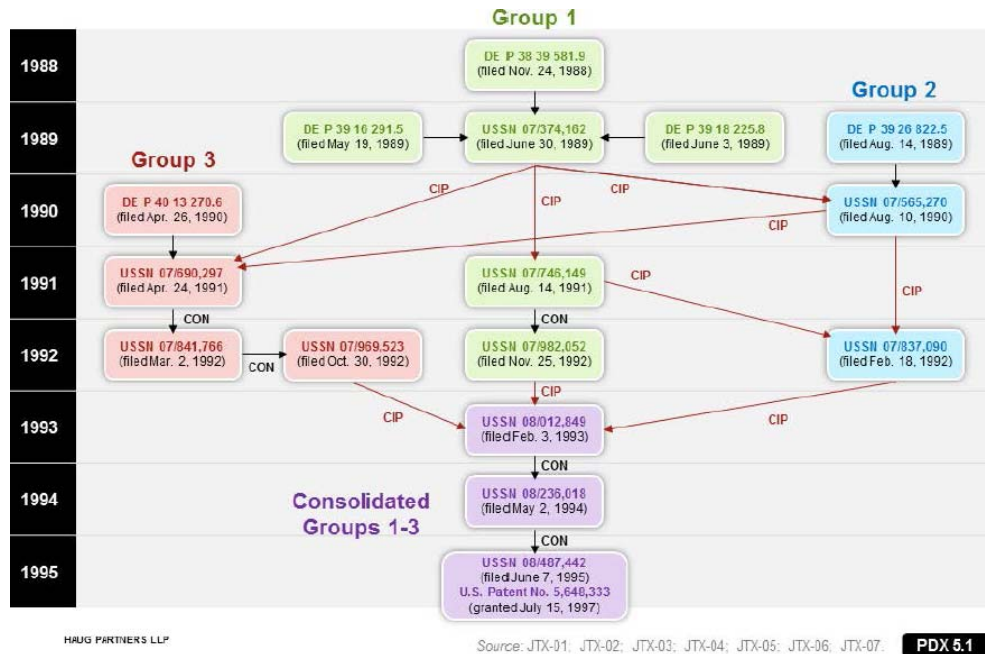 Group 1
1988
DE P 38 39 581.9
(filed Nov. 24, 1988)
Group 2
1989
DE P 39 16 291.5
(filed May 19, 1989)
USSN 07/374,162
(filed June 30, 1989)
DE P 39 18 225.8
(filed June 3, 1989)
DE P 39 26 822.5
(filed Aug. 14, 1989)
Group 3
CIP
CIP
CIP
1990
DE P 40 13 270.6
(filed Apr. 26, 1990)
USSN 07/565,270
(filed Aug. 10, 1990)
CIP
1991
USSN 07/690,297
(filed Apr. 24, 1991)
USSN 07/746,149
(filed Aug. 14, 1991)
CIP
CIP
CON
CON
1992
USSN 07/841,766
(filed Mar. 2, 1992)
CON
USSN 07/969,523
(filed Oct. 30, 1992)
USSN 07/982,052
(filed Nov. 25, 1992)
USSN 07/837,090
(filed Feb. 18, 1992)
CIP
CIP
CIP
1993
USSN 08/012,849
(filed Feb. 3, 1993)
CON
1994
Consolidated
Groups 1-3
USSN 08/236,018
(filed May 2, 1994)
CON
1995
USSN 08/487,442
(filed June 7, 1995)
U.S. Patent No. 5,648,333
(granted July 15, 1997)
HAUG PARTNERS LLP
Source: JTX-01; JTX-02; JTX-03; JTX-04; JTX-05; JTX-06; JTX-07.
PDX 5.1